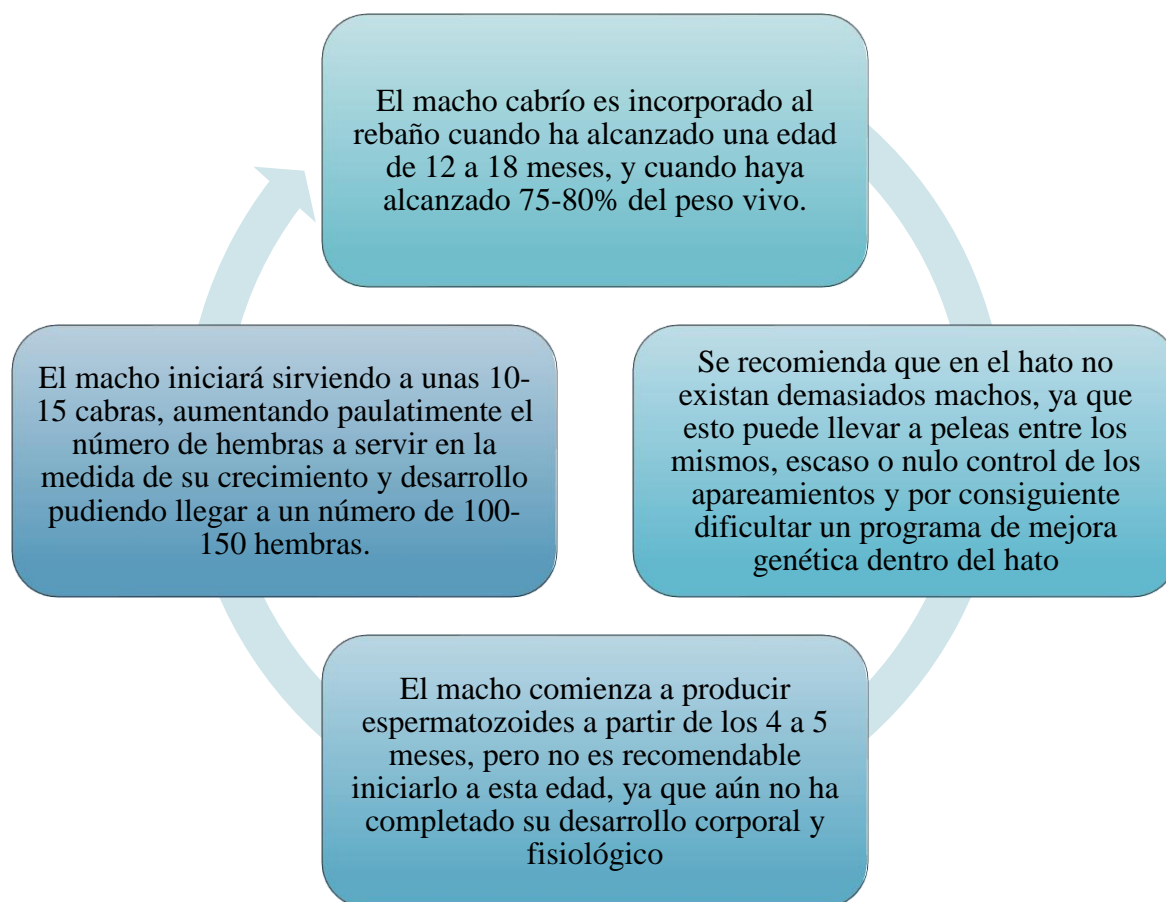 El macho cabrío es incorporado al
rebaño cuando ha alcanzado una edad
de 12 a 18 meses, y cuando haya
alcanzado 75-80% del peso vivo.
Se recomienda que en el hato no
existan demasiados machos, ya que
esto puede llevar a peleas entre los
mismos, escaso o nulo control de los
apareamientos y por consiguiente
dificultar un programa de mejora
genética dentro del hato
El macho comienza a producir
espermatozoides a partir de los 4 a 5
meses, pero no es recomendable
iniciarlo a esta edad, ya que aún no ha
completado su desarrollo corporal y
fisiológico
El macho iniciará sirviendo a unas 10-
15 cabras, aumentando paulatimente el
número de hembras a servir en la
medida de su crecimiento y desarrollo
pudiendo llegar a un número de 100-
150 hembras.